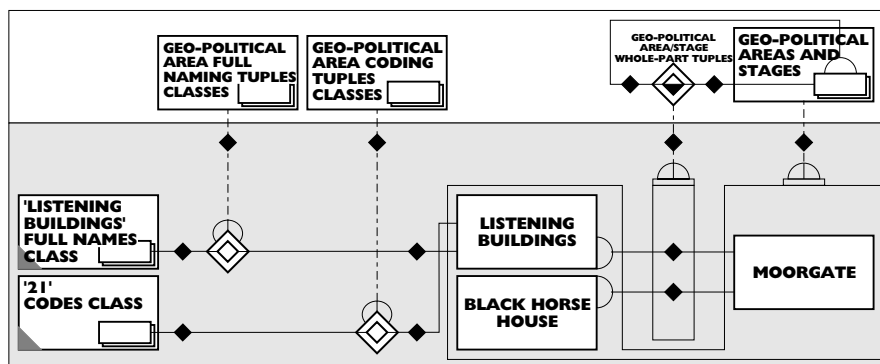 GEO-POLITICAL
AREA FULL
NAMING TUPLES
CLASSES
GEO-POLITICAL
AREA CODING
TUPLES
CLASSES
GEO-POLITICAL
AREA/STAGE
WHOLE-PART TUPLES
GEO-POLITICAL
AREAS AND
STAGES
'LISTENING
BUILDINGS'
FULL NAMES
CLASS
'21'
CODES CLASS
LISTENING
BUILDINGS
BLACK HORSE
HOUSE
MOORGATE